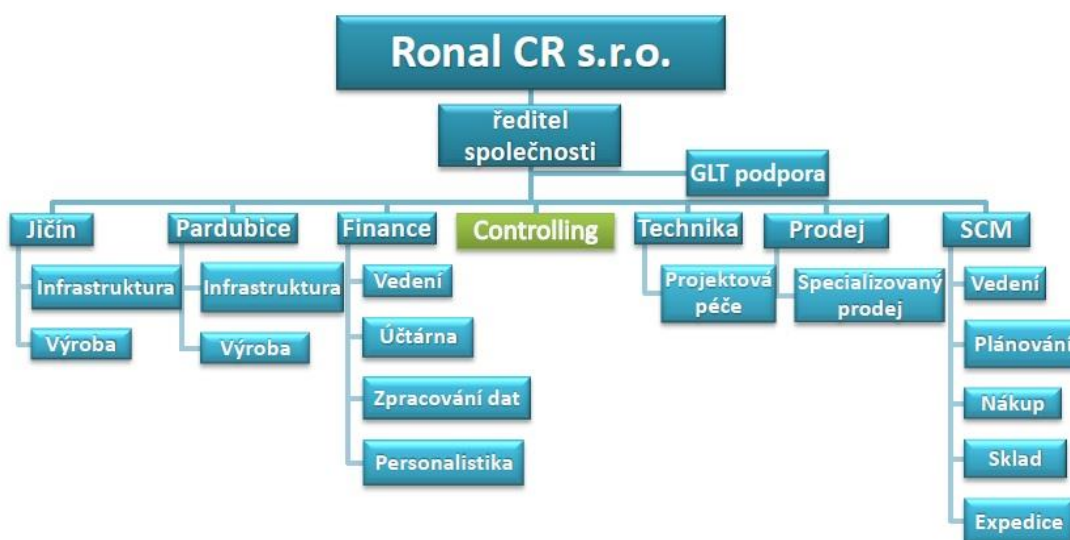 Ronal CR s.r.o.
ředitel
společnosti
GLT podpora
Jičín
Pardubice
Finance
Controlling
Technika
Prodej
SCM
Infrastruktura
Výroba
Infrastruktura
Výroba
Vedení
Účtárna
Zpracování dat
Personalistika
Projektová
péče
Specializovaný
prodej
Vedení
Plánování
Nákup
Sklad
Expedice